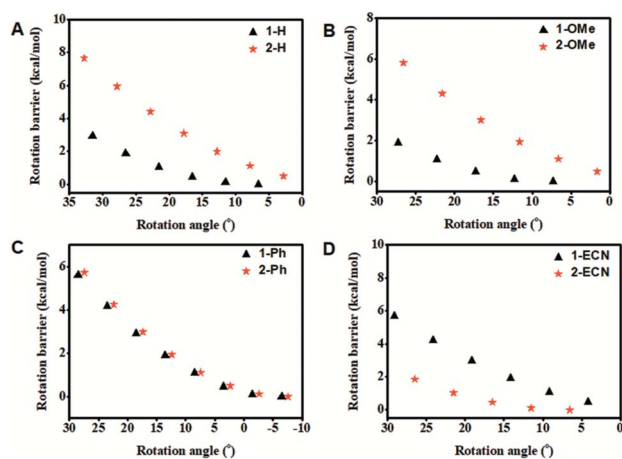 A
1-H
2-H
Rotation barrier (kcal/mol)
10
8
6
4
2
0
35 30 25 20 15 10 5 0
Rotation angle (°)
B
1-OMe
2-OMe
Rotation barrier (kcal/mol)
8
6
4
2
0
30 25 20 15 10 5 0
Rotation angle (°)
C
1-Ph
2-Ph
Rotation barrier (kcal/mol)
6
4
2
0
30 25 20 15 10 5 0 -5 -10
Rotation angle (°)
D
1-ECN
2-ECN
Rotation barrier (kcal/mol)
10
8
6
4
2
0
30 25 20 15 10 5 0
Rotation angle (°)